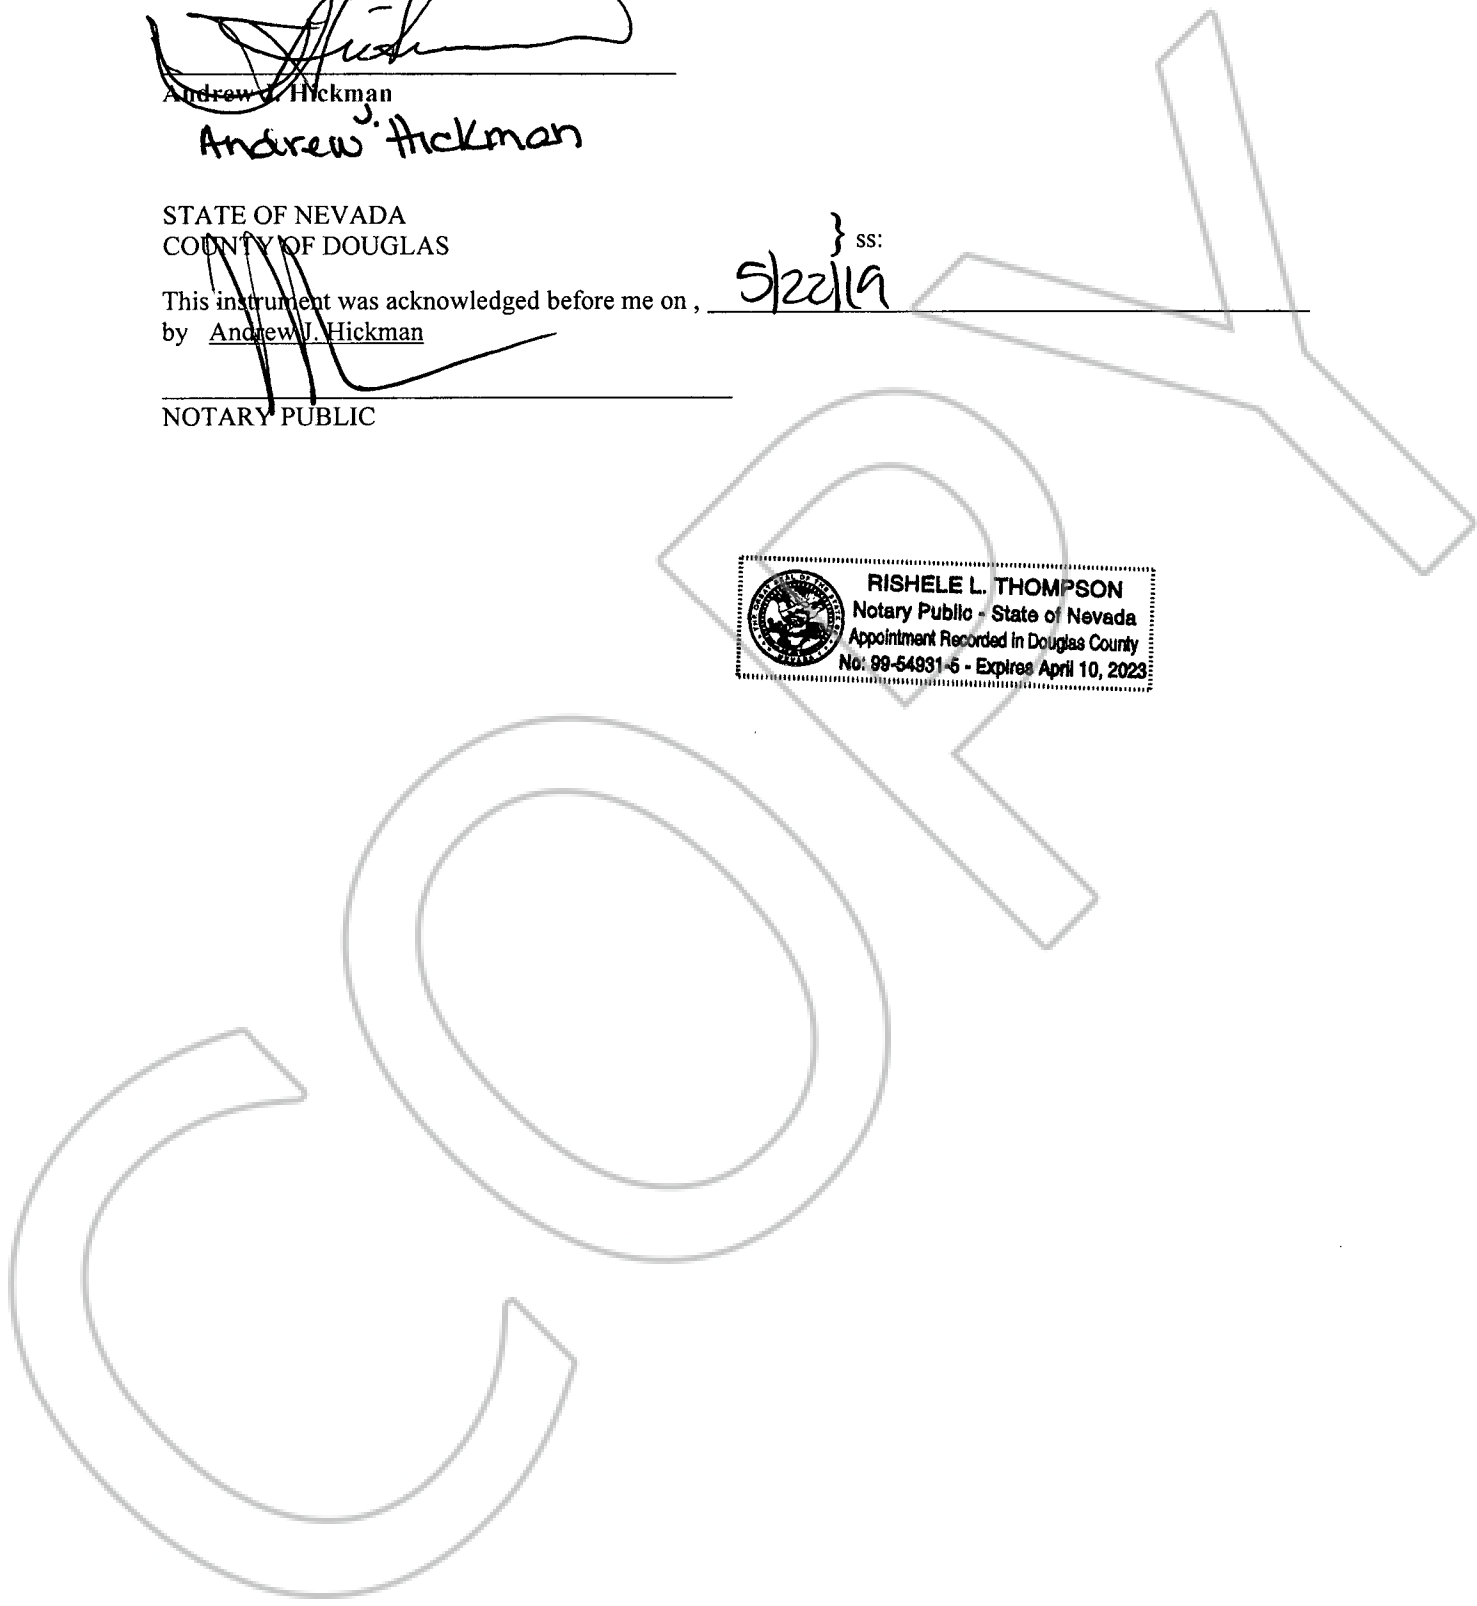 Andrew J. Hickman
Andrew J. Hickman
STATE OF NEVADA
COUNTY OF DOUGLAS
} ss:
This instrument was acknowledged before me on , 5/22/19
by Andrew J. Hickman
NOTARY PUBLIC
RISHELE L. THOMPSON
Notary Public - State of Nevada
Appointment Recorded in Douglas County
No: 99-54931-5 - Expires April 10, 2023
COPY